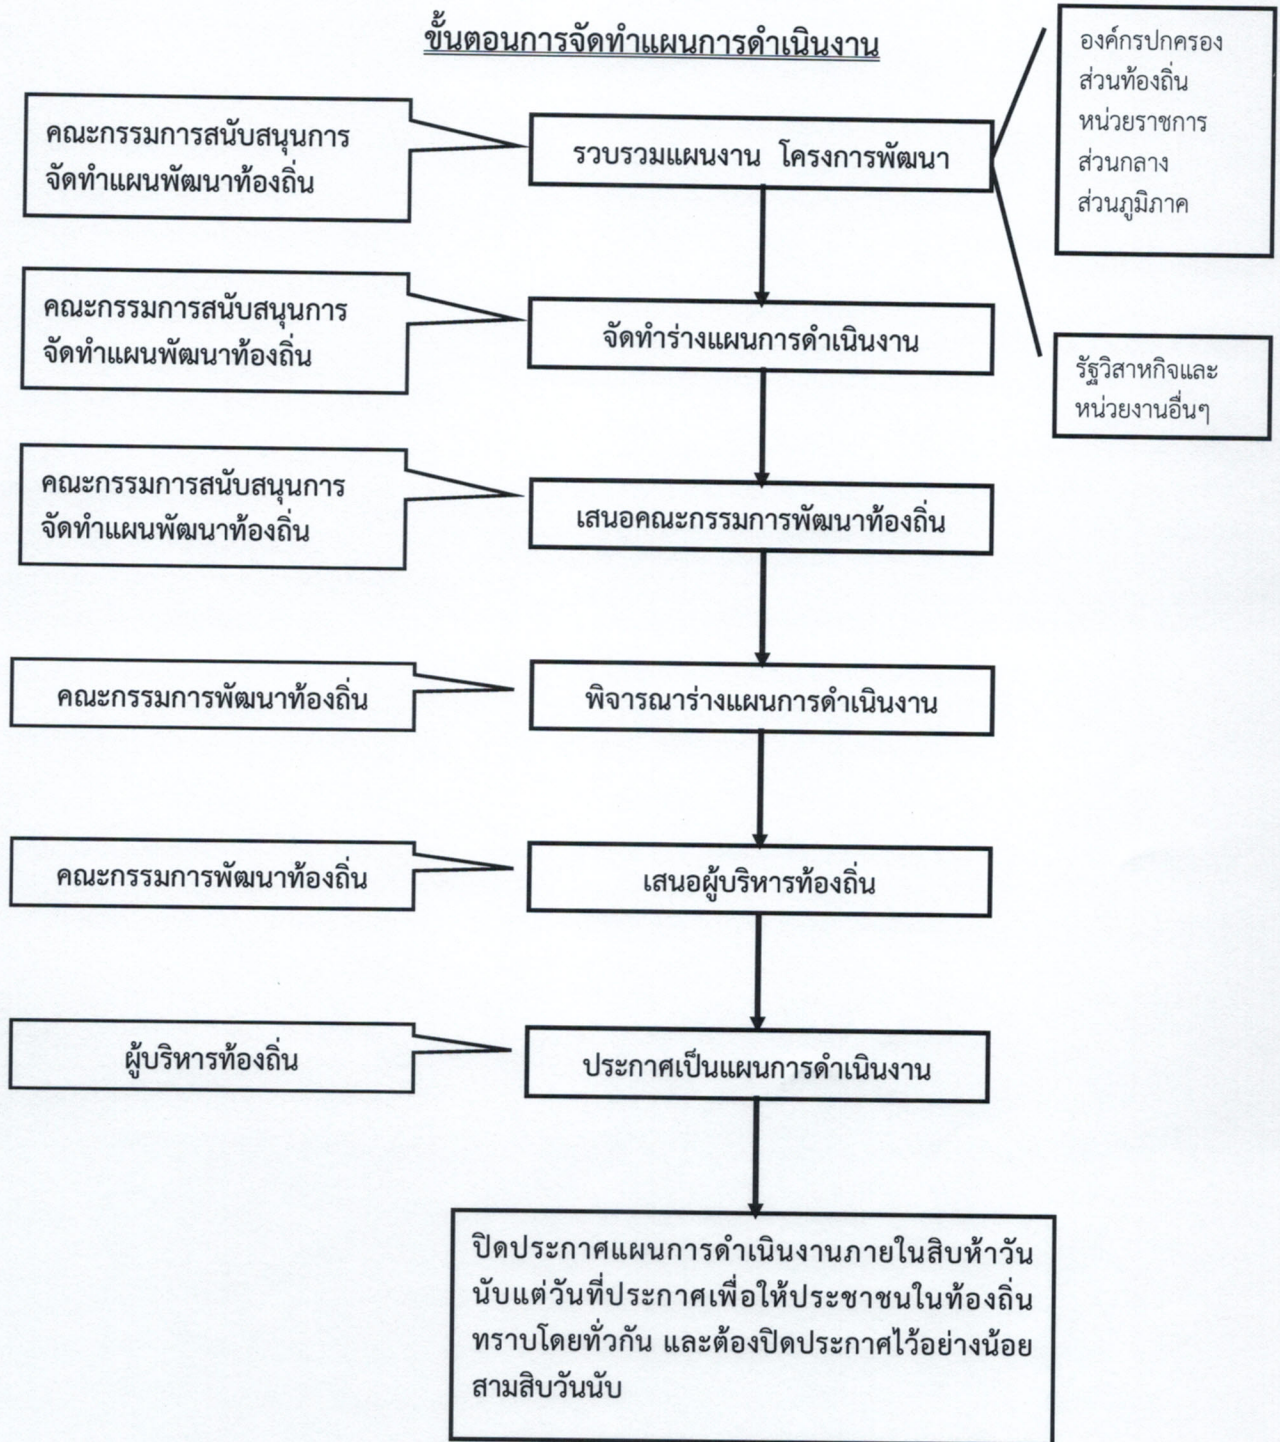 ขั้นตอนการจัดทำแผนการดำเนินงาน
องค์กรปกครอง
ส่วนท้องถิ่น
หน่วยราชการ
ส่วนกลาง
ส่วนภูมิภาค
คณะกรรมการสนับสนุนการ
จัดทำแผนพัฒนาท้องถิ่น
รวบรวมแผนงาน โครงการพัฒนา
คณะกรรมการสนับสนุนการ
จัดทำแผนพัฒนาท้องถิ่น
จัดทำร่างแผนการดำเนินงาน
รัฐวิสาหกิจและ
หน่วยงานอื่นๆ
คณะกรรมการสนับสนุนการ
จัดทำแผนพัฒนาท้องถิ่น
เสนอคณะกรรมการพัฒนาท้องถิ่น
คณะกรรมการพัฒนาท้องถิ่น
พิจารณาร่างแผนการดำเนินงาน
คณะกรรมการพัฒนาท้องถิ่น
เสนอผู้บริหารท้องถิ่น
ผู้บริหารท้องถิ่น
ประกาศเป็นแผนการดำเนินงาน
ปิดประกาศแผนการดำเนินงานภายในสิบห้าวัน
นับแต่วันที่ประกาศเพื่อให้ประชาชนในท้องถิ่น
ทราบโดยทั่วกัน และต้องปิดประกาศไว้อย่างน้อย
สามสิบวันนับ